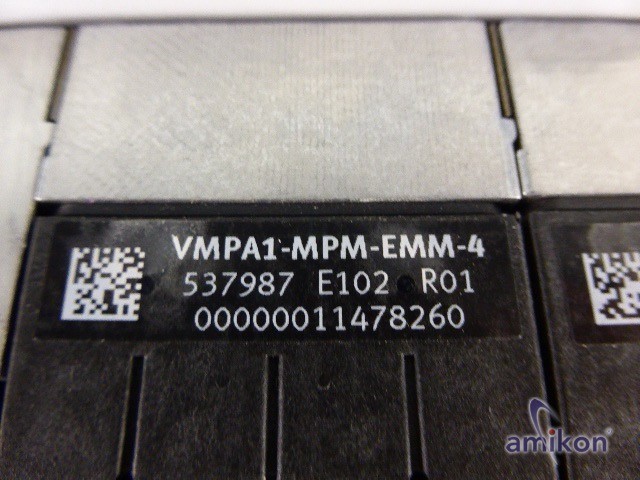 VMPA1-MPM-EMM-4
537987 E102 R01
00000011478260
amikon